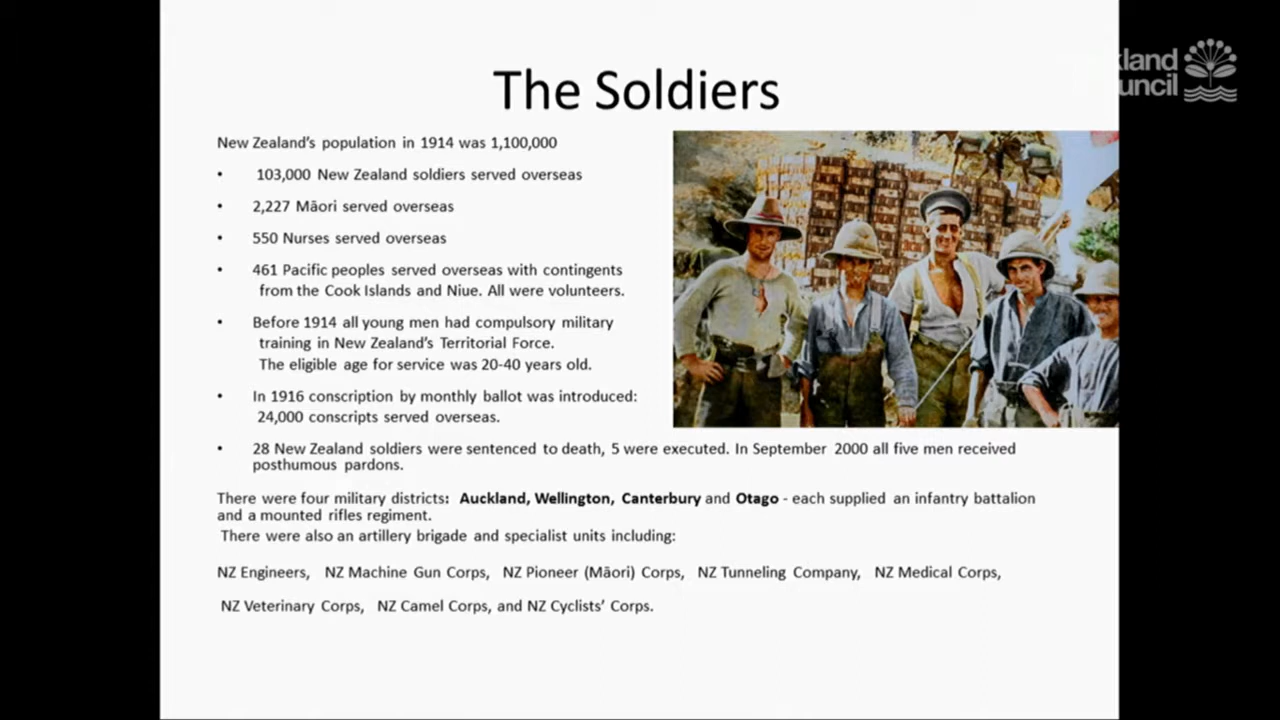 The Soldiers
New Zealand's population in 1914 was 1,100,000
• 103,000 New Zealand soldiers served overseas
• 2,227 Māori served overseas
• 550 Nurses served overseas
• 461 Pacific peoples served overseas with contingents
from the Cook Islands and Niue. All were volunteers.
• Before 1914 all young men had compulsory military
training in New Zealand's Territorial Force.
The eligible age for service was 20-40 years old.
• In 1916 conscription by monthly ballot was introduced:
24,000 conscripts served overseas.
• 28 New Zealand soldiers were sentenced to death, 5 were executed. In September 2000 all five men received
posthumous pardons.
There were four military districts: Auckland, Wellington, Canterbury and Otago - each supplied an infantry battalion
and a mounted rifles regiment.
There were also an artillery brigade and specialist units including:
NZ Engineers, NZ Machine Gun Corps, NZ Pioneer (Māori) Corps, NZ Tunneling Company, NZ Medical Corps,
NZ Veterinary Corps, NZ Camel Corps, and NZ Cyclists' Corps.
kland
uncil